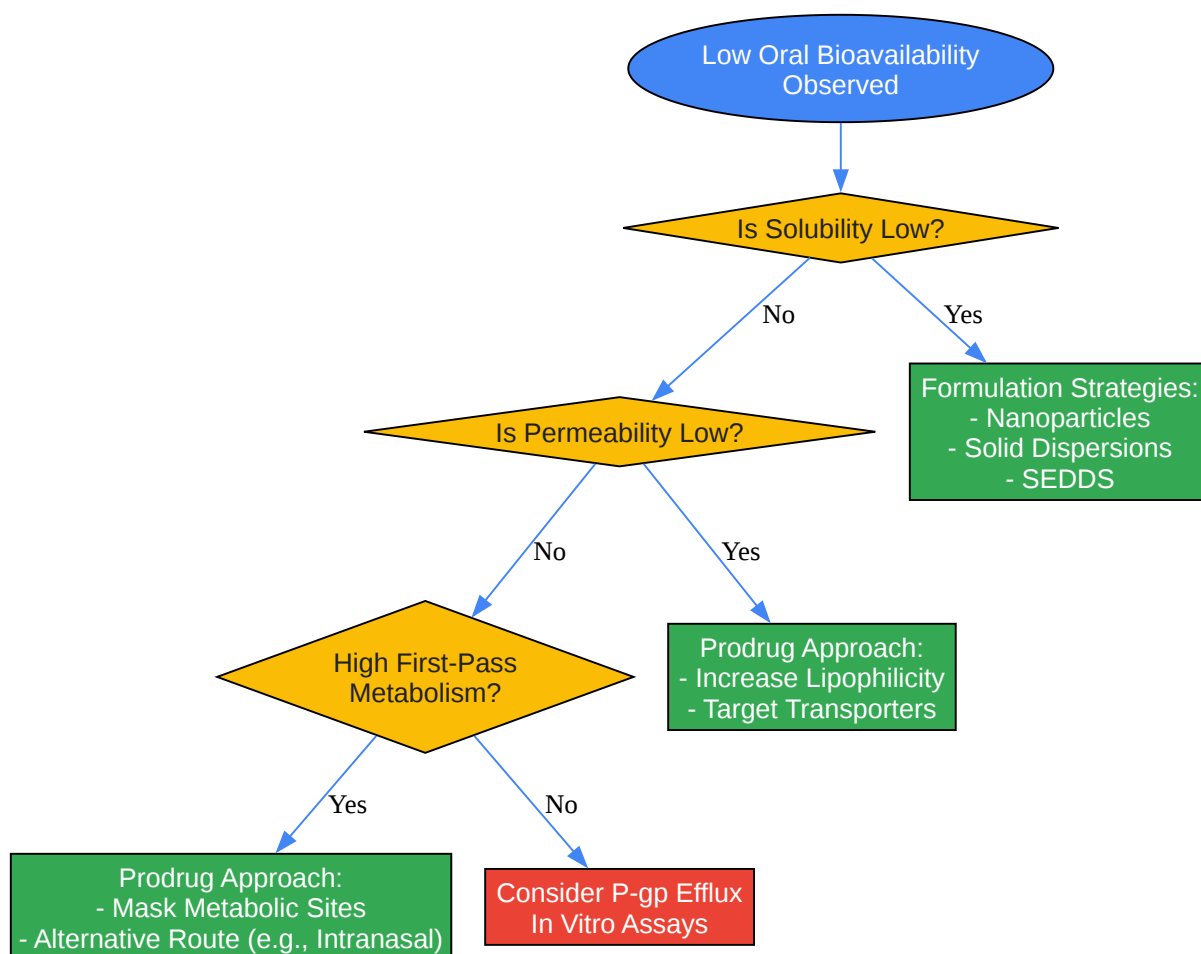 Low Oral Bioavailability
Observed
Is Solubility Low?
No
Yes
Formulation Strategies:
- Nanoparticles
- Solid Dispersions
- SEDDS
Is Permeability Low?
No
Yes
Prodrug Approach:
- Increase Lipophilicity
- Target Transporters
High First-Pass
Metabolism?
Yes
No
Prodrug Approach:
- Mask Metabolic Sites
- Alternative Route (e.g., Intranasal)
Consider P-gp Efflux
In Vitro Assays